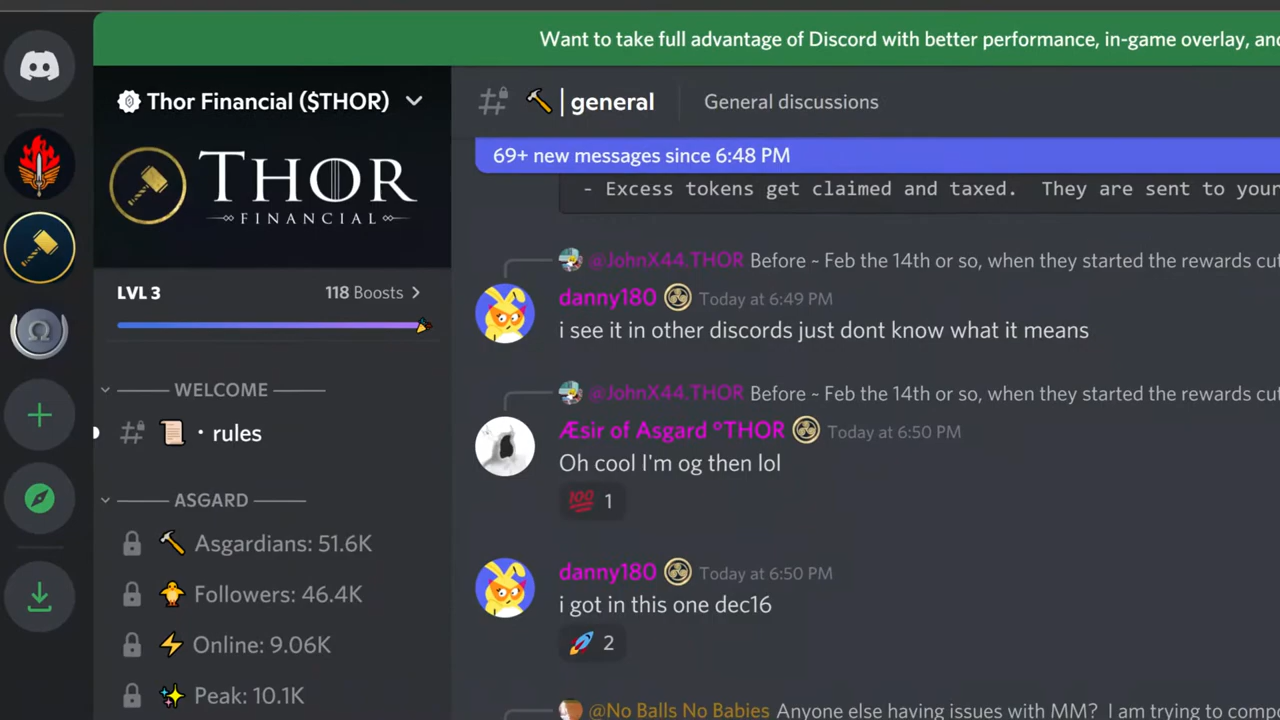 Want to take full advantage of Discord with better performance, in-game overlay, and
Thor Financial ($THOR)
THOR
FINANCIAL
LVL 3
118 Boosts
WELCOME
rules
ASGARD
Asgardians: 51.6K
Followers: 46.4K
Online: 9.06K
Peak: 10.1K
general
General discussions
69+ new messages since 6:48 PM
- Excess tokens get claimed and taxed. They are sent to your
@JohnX44.THOR Before ~ Feb the 14th or so, when they started the rewards cut
danny180 Today at 6:49 PM
i see it in other discords just dont know what it means
@JohnX44.THOR Before ~ Feb the 14th or so, when they started the rewards cut
Æsir of Asgard ºTHOR Today at 6:50 PM
Oh cool I'm og then lol
💯 1
danny180 Today at 6:50 PM
i got in this one dec16
🚀 2
@No Balls No Babies Anyone else having issues with MM? I am trying to compo